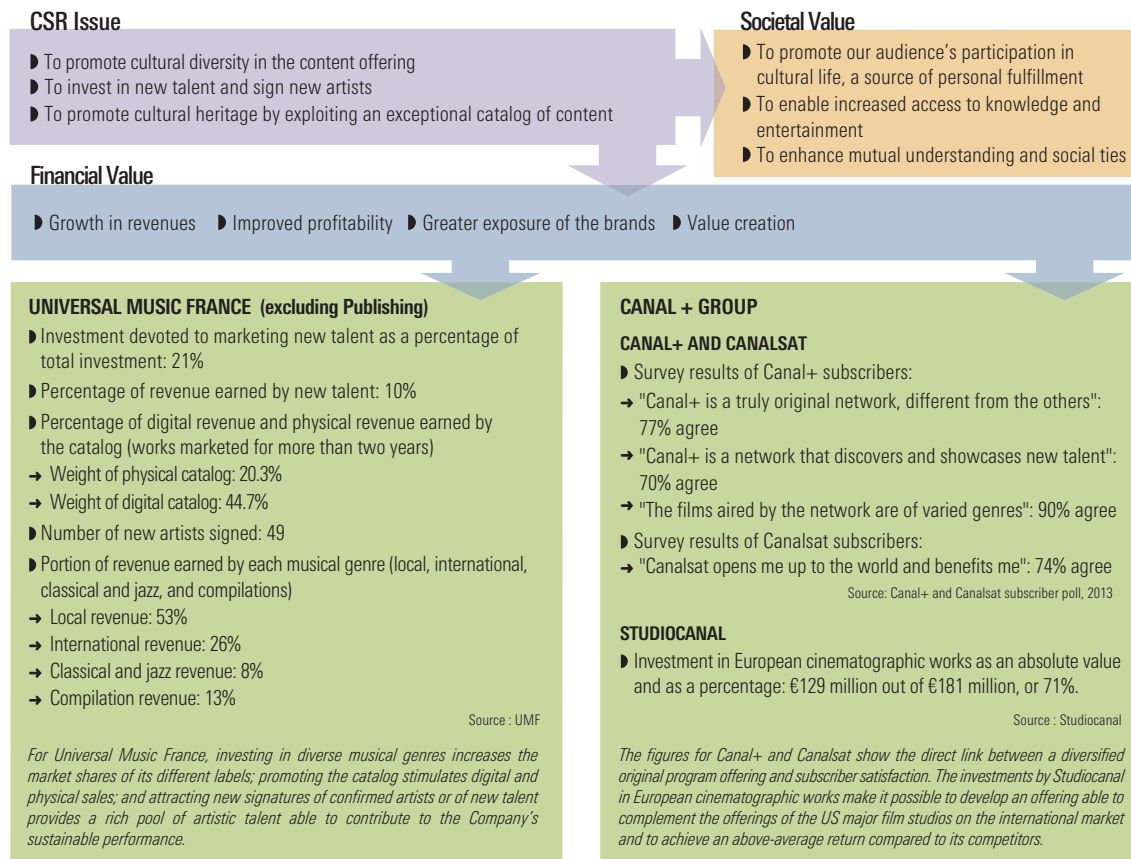 CSR Issue
◗ To promote cultural diversity in the content offering
◗ To invest in new talent and sign new artists
◗ To promote cultural heritage by exploiting an exceptional catalog of content
Societal Value
◗ To promote our audience's participation in
cultural life, a source of personal fulfillment
◗ To enable increased access to knowledge and
entertainment
◗ To enhance mutual understanding and social ties
Financial Value
◗ Growth in revenues ◗ Improved profitability ◗ Greater exposure of the brands ◗ Value creation
UNIVERSAL MUSIC FRANCE (excluding Publishing)
◗ Investment devoted to marketing new talent as a percentage of
total investment: 21%
◗ Percentage of revenue earned by new talent: 10%
◗ Percentage of digital revenue and physical revenue earned by
the catalog (works marketed for more than two years)
➜ Weight of physical catalog: 20.3%
➜ Weight of digital catalog: 44.7%
◗ Number of new artists signed: 49
◗ Portion of revenue earned by each musical genre (local, international,
classical and jazz, and compilations)
➜ Local revenue: 53%
➜ International revenue: 26%
➜ Classical and jazz revenue: 8%
➜ Compilation revenue: 13%
Source : UMF
For Universal Music France, investing in diverse musical genres increases the
market shares of its different labels; promoting the catalog stimulates digital and
physical sales; and attracting new signatures of confirmed artists or of new talent
provides a rich pool of artistic talent able to contribute to the Company's
sustainable performance.
CANAL + GROUP
CANAL+ AND CANALSAT
◗ Survey results of Canal+ subscribers:
➜ "Canal+ is a truly original network, different from the others":
77% agree
➜ "Canal+ is a network that discovers and showcases new talent":
70% agree
➜ "The films aired by the network are of varied genres": 90% agree
◗ Survey results of Canalsat subscribers:
➜ "Canalsat opens me up to the world and benefits me": 74% agree
Source: Canal+ and Canalsat subscriber poll, 2013
STUDIOCANAL
◗ Investment in European cinematographic works as an absolute value
and as a percentage: €129 million out of €181 million, or 71%.
Source : Studiocanal
The figures for Canal+ and Canalsat show the direct link between a diversified
original program offering and subscriber satisfaction. The investments by Studiocanal
in European cinematographic works make it possible to develop an offering able to
complement the offerings of the US major film studios on the international market
and to achieve an above-average return compared to its competitors.